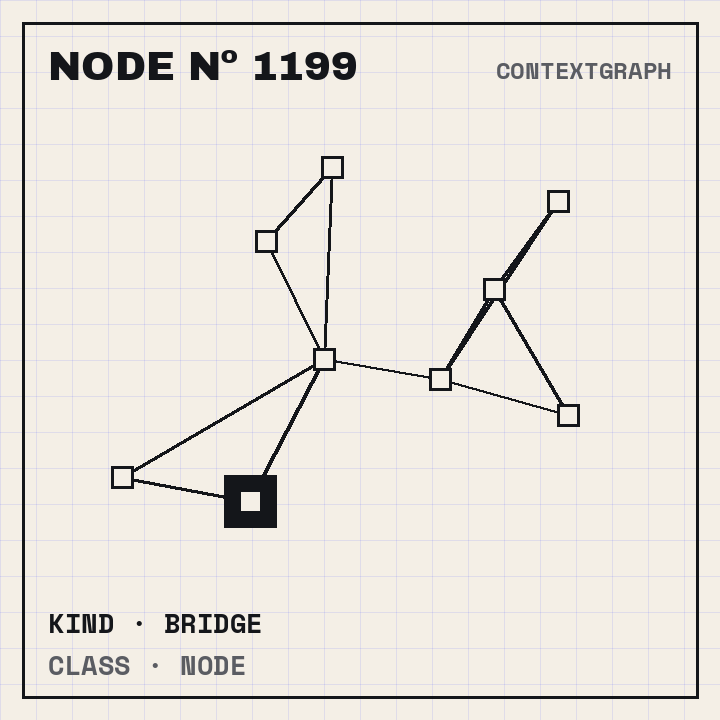 NODE Nº 1199
CONTEXTGRAPH
KIND · BRIDGE
CLASS · NODE